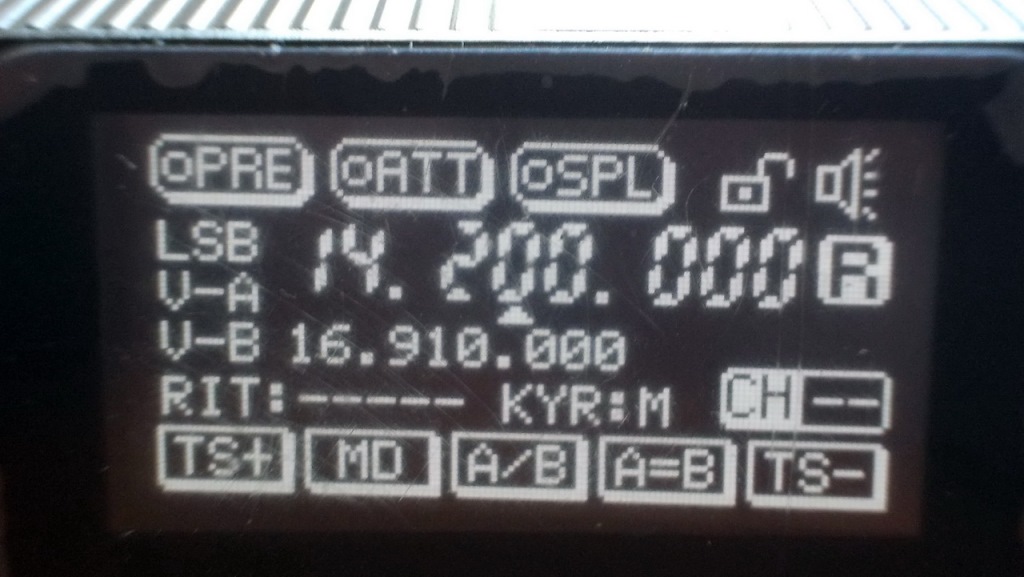 PRE ATT SPL
LSB 14.200.000 R
V-A
V-B 16.910.000
RIT:----- KYR:M CH --
TS+ MD A/B A=B TS-